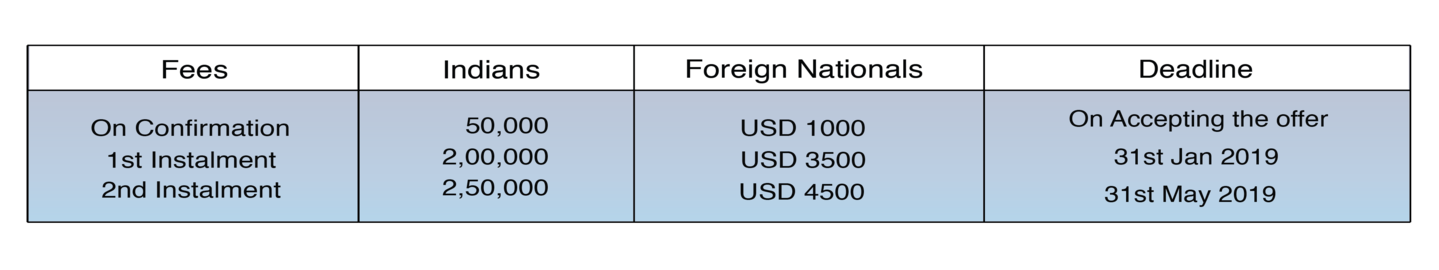 Fees Indians Foreign Nationals Deadline
On Confirmation 50,000 USD 1000 On Accepting the offer
1st Instalment 2,00,000 USD 3500 31st Jan 2019
2nd Instalment 2,50,000 USD 4500 31st May 2019